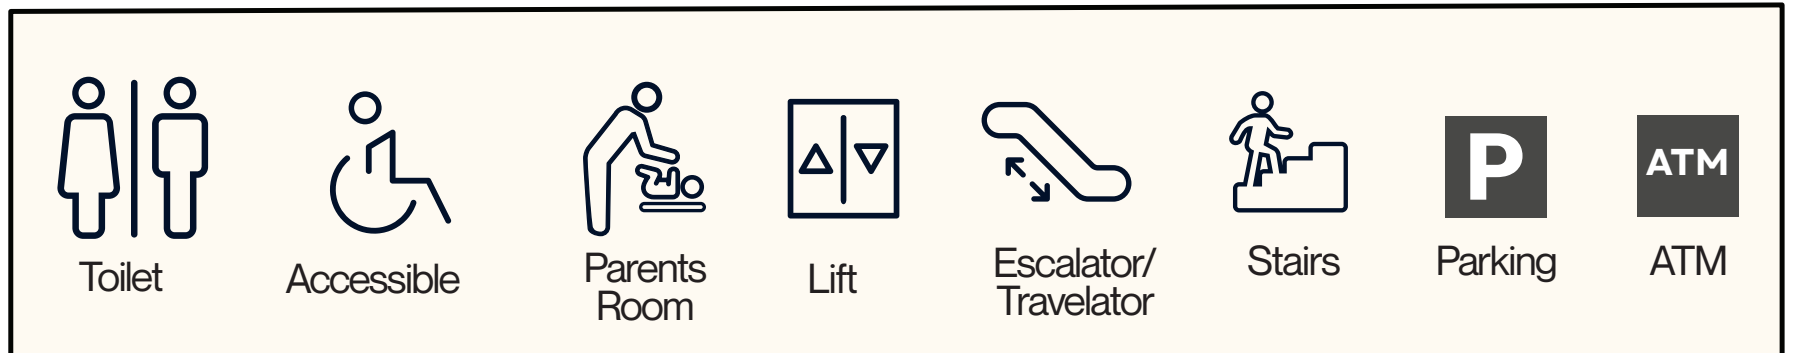 P
ATM
Toilet
Accessible
Parents
Room
Lift
Escalator/
Travelator
Stairs
Parking
ATM